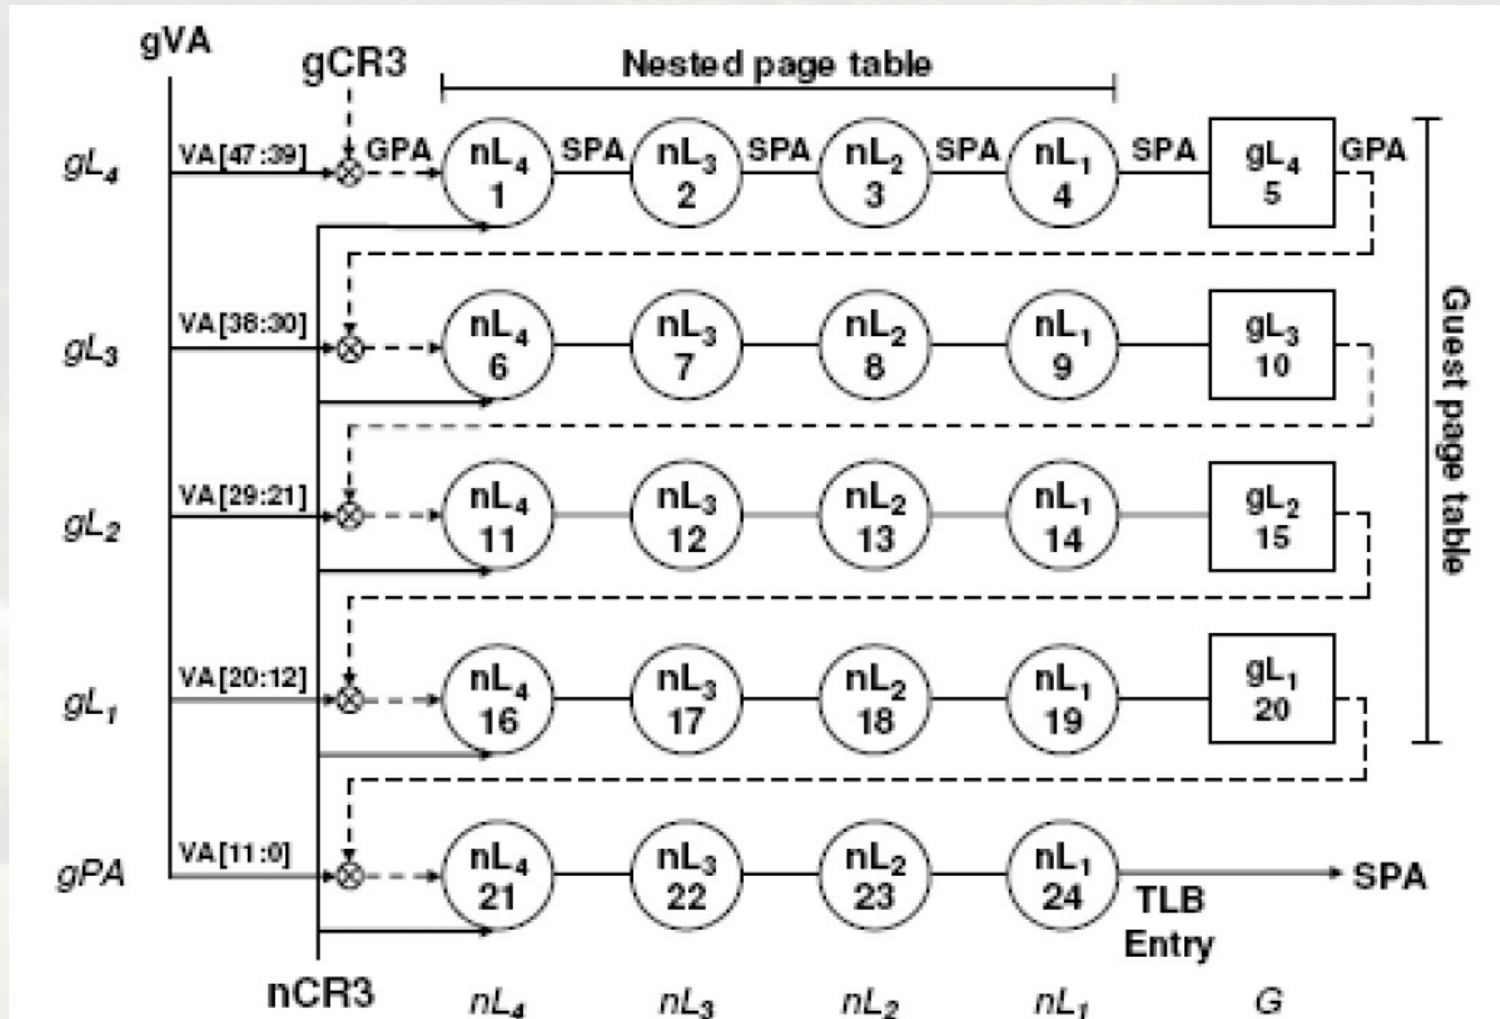 gVA
gCR3
Nested page table
gL4 VA[47:39] GPA nL4 1 SPA nL3 2 SPA nL2 3 SPA nL1 4 SPA gL4 5 GPA
gL3 VA[38:30] nL4 6 nL3 7 nL2 8 nL1 9 gL3 10
gL2 VA[29:21] nL4 11 nL3 12 nL2 13 nL1 14 gL2 15
gL1 VA[20:12] nL4 16 nL3 17 nL2 18 nL1 19 gL1 20
gPA VA[11:0] nL4 21 nL3 22 nL2 23 nL1 24 SPA
TLB
Entry
Guest page table
nCR3
nL4 nL3 nL2 nL1 G